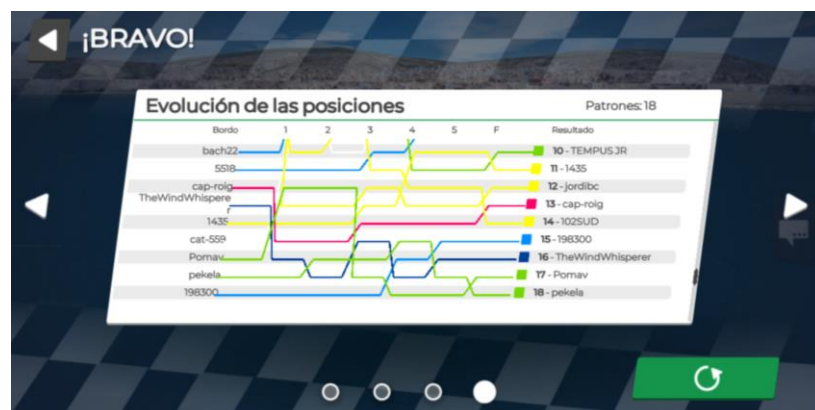 ¡BRAVO!
Evolución de las posiciones
Patrones: 18
Bordo 1 2 3 4 5 F Resultado
bach22 10 - TEMPUS JR
5518 11 - 1435
cap-roig 12 - jordibc
TheWindWhispere
r 13 - cap-roig
1435 14 - 102SUD
cat-559 15 - 198300
Pomav 16 - TheWindWhisperer
pekela 17 - Pomav
198300 18 - pekela